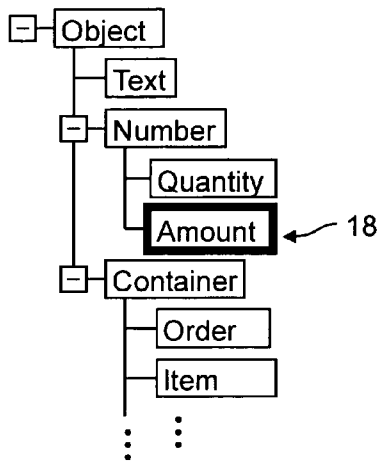 Object
Text
Number
Quantity
Amount
18
Container
Order
Item